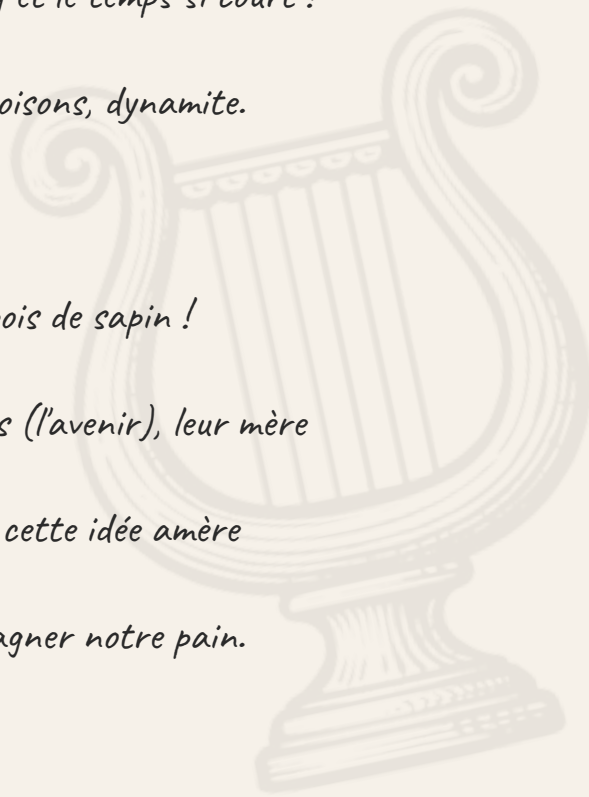 et le temps si court !
oisons, dynamite.
ois de sapin !
s (l'avenir), leur mère
cette idée amère
agner notre pain.